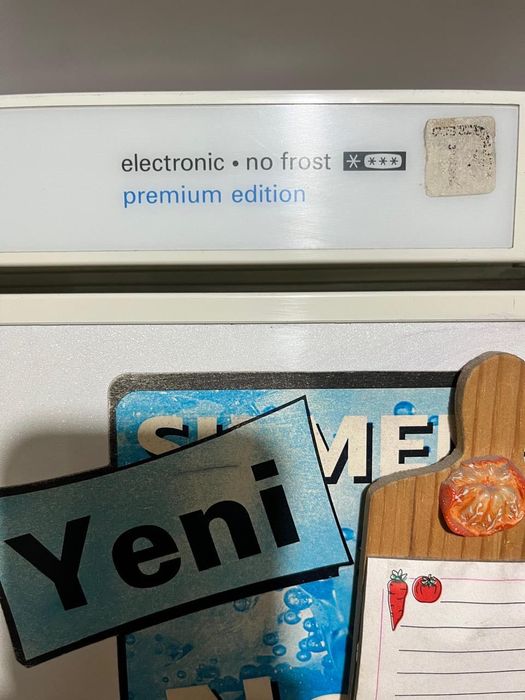 electronic • no frost
premium edition
Yeni